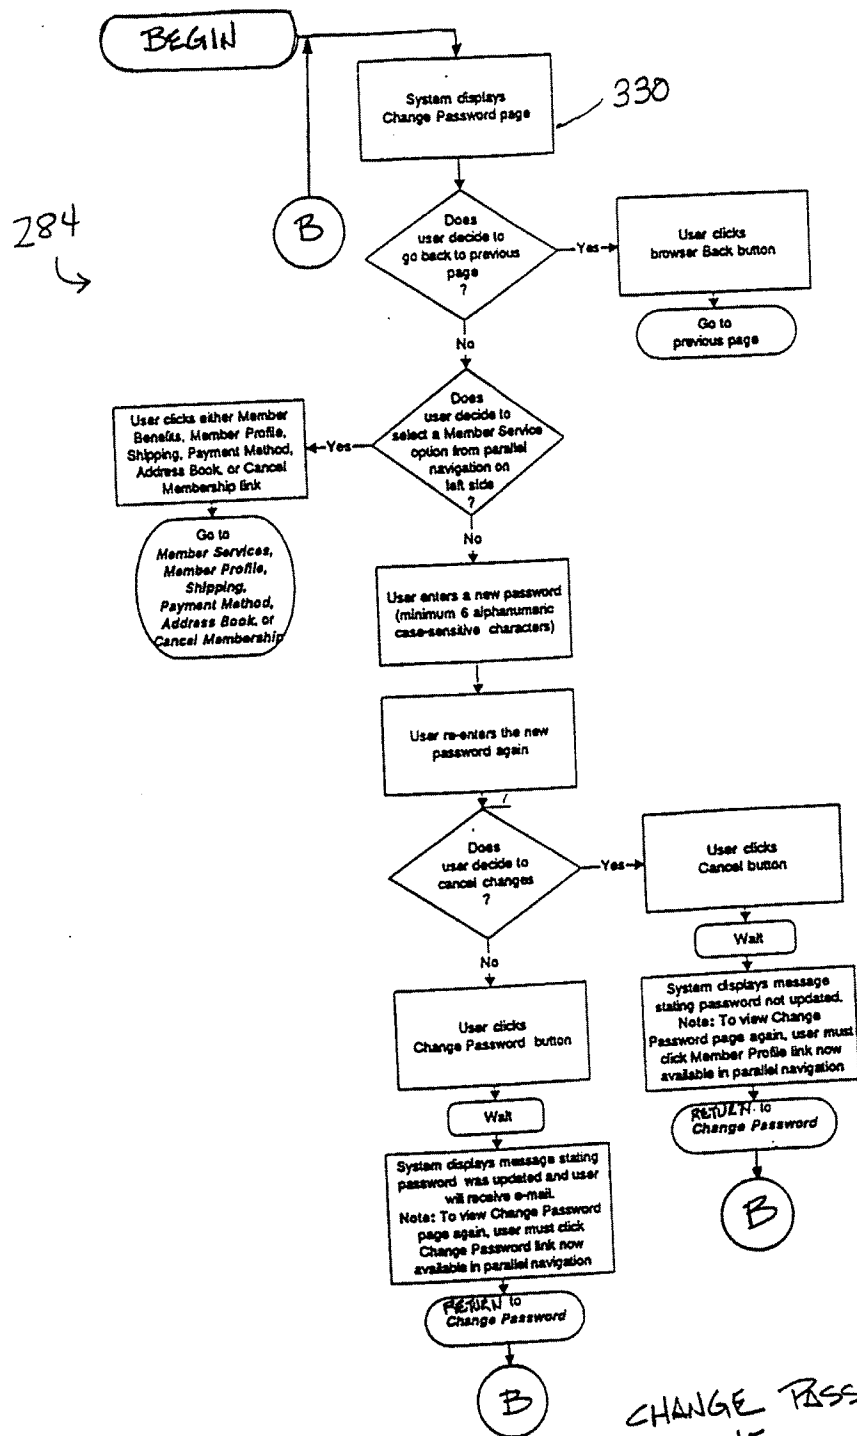 BEGIN
System displays
Change Password page
330
284
B
Does
user decide to
go back to previous
page
?
Yes
User clicks
browser Back button
Go to
previous page
No
Does
user decide to
select a Member Service
option from parallel
navigation on
left side
?
Yes
User clicks either Member
Benefits, Member Profile,
Shipping, Payment Method,
Address Book, or Cancel
Membership link
Go to
Member Services,
Member Profile,
Shipping,
Payment Method,
Address Book, or
Cancel Membership
No
User enters a new password
(minimum 6 alphanumeric
case-sensitive characters)
User re-enters the new
password again
Does
user decide to
cancel changes
?
Yes
User clicks
Cancel button
Wait
System displays message
stating password not updated.
Note: To view Change
Password page again, user must
click Member Profile link now
available in parallel navigation
RETURN to
Change Password
B
No
User clicks
Change Password button
Wait
System displays message stating
password was updated and user
will receive e-mail.
Note: To view Change Password
page again, user must click
Change Password link now
available in parallel navigation
RETURN to
Change Password
B
CHANGE PASS